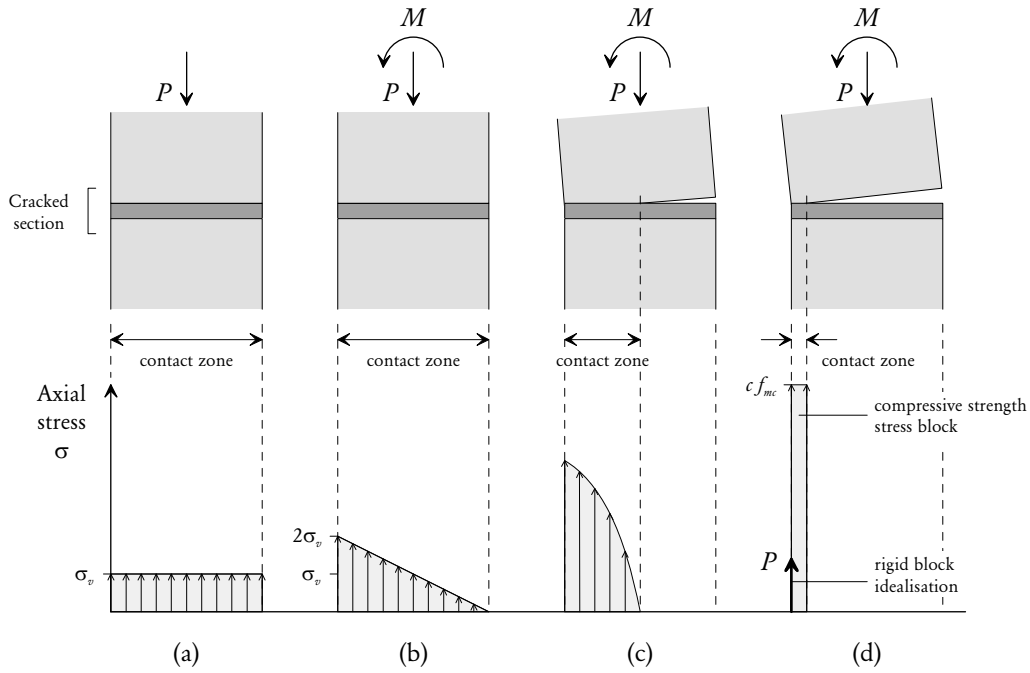 M
M
M
P
P
P
P
Cracked
section
contact zone
contact zone
contact zone
contact zone
Axial
stress
σ
c f_mc
compressive strength
stress block
2σ_v
σ_v
σ_v
P
rigid block
idealisation
(a)
(b)
(c)
(d)